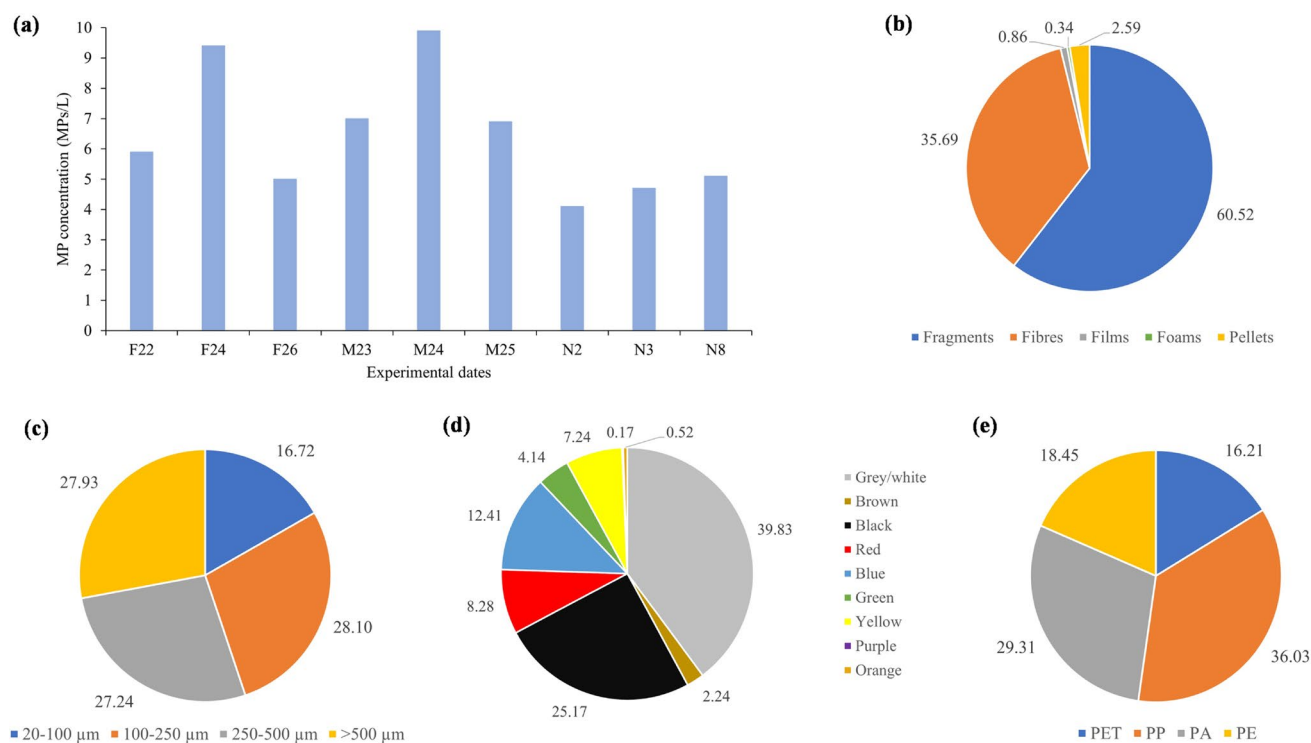 (a)
MP concentration (MPs/L)
10
9
8
7
6
5
4
3
2
1
0
F22 F24 F26 M23 M24 M25 N2 N3 N8
Experimental dates
(b)
0.86 0.34 2.59
35.69
60.52
Fragments Fibres Films Foams Pellets
(c)
16.72
27.93
28.10
27.24
20-100 µm 100-250 µm 250-500 µm >500 µm
(d)
0.17 0.52
7.24
4.14
12.41
39.83
8.28
2.24
25.17
Grey/white
Brown
Black
Red
Blue
Green
Yellow
Purple
Orange
(e)
18.45 16.21
29.31
36.03
PET PP PA PE